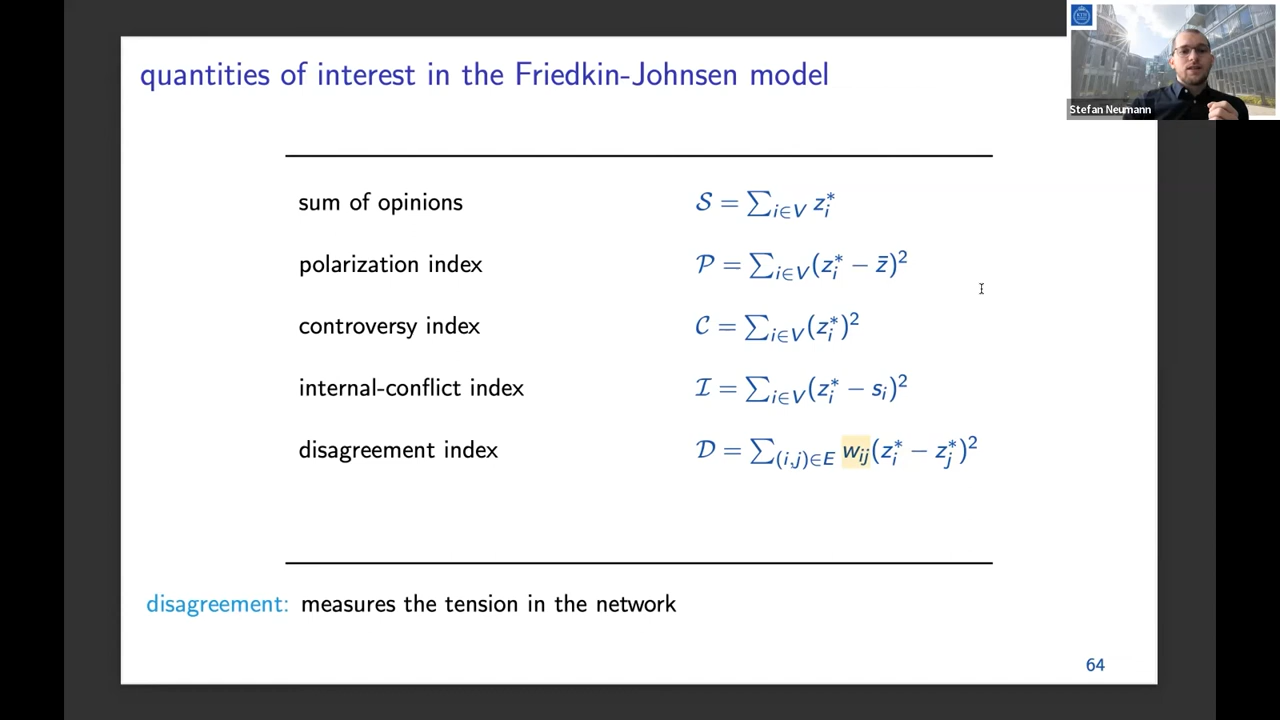 quantities of interest in the Friedkin-Johnsen model
Stefan Neumann
sum of opinions 𝒮 = ∑_{i∈V} z_i^*
polarization index 𝒫 = ∑_{i∈V}(z_i^* − z̄)^2
controversy index 𝒞 = ∑_{i∈V}(z_i^*)^2
internal-conflict index ℐ = ∑_{i∈V}(z_i^* − s_i)^2
disagreement index 𝒟 = ∑_{(i,j)∈E} w_{ij}(z_i^* − z_j^*)^2
disagreement: measures the tension in the network
64